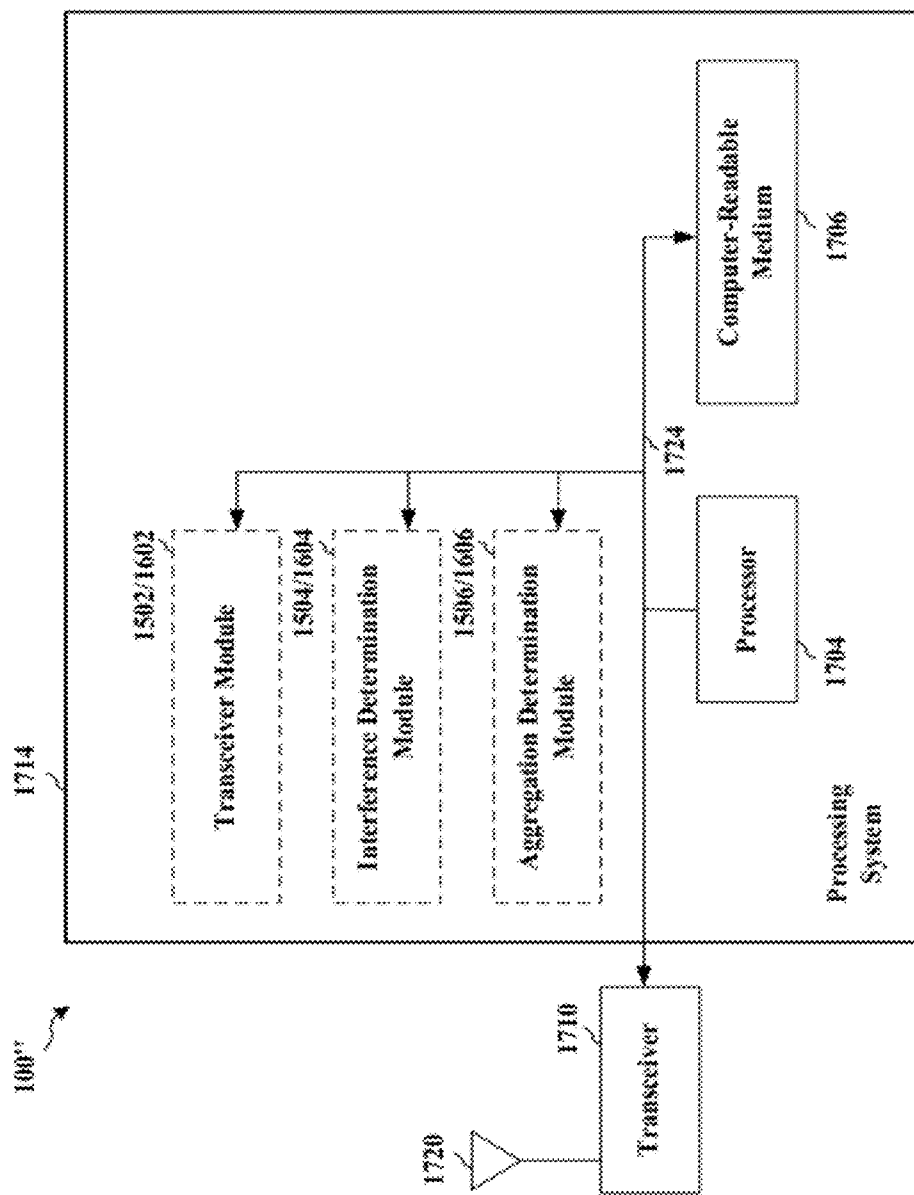 100''
1714
1502/1602
Transceiver Module
1504/1604
Interference Determination
Module
1506/1606
Aggregation Determination
Module
1720
1710
Transceiver
1724
Processing
System
Processor
1704
Computer-Readable
Medium
1706